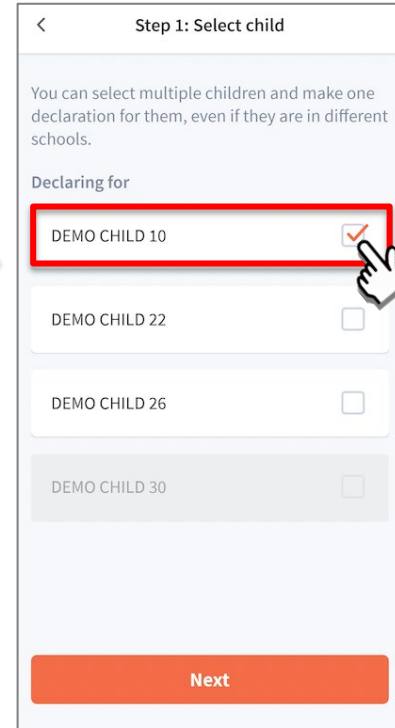 Step 1: Select child
You can select multiple children and make one
declaration for them, even if they are in different
schools.
Declaring for
DEMO CHILD 10
DEMO CHILD 22
DEMO CHILD 26
DEMO CHILD 30
Next